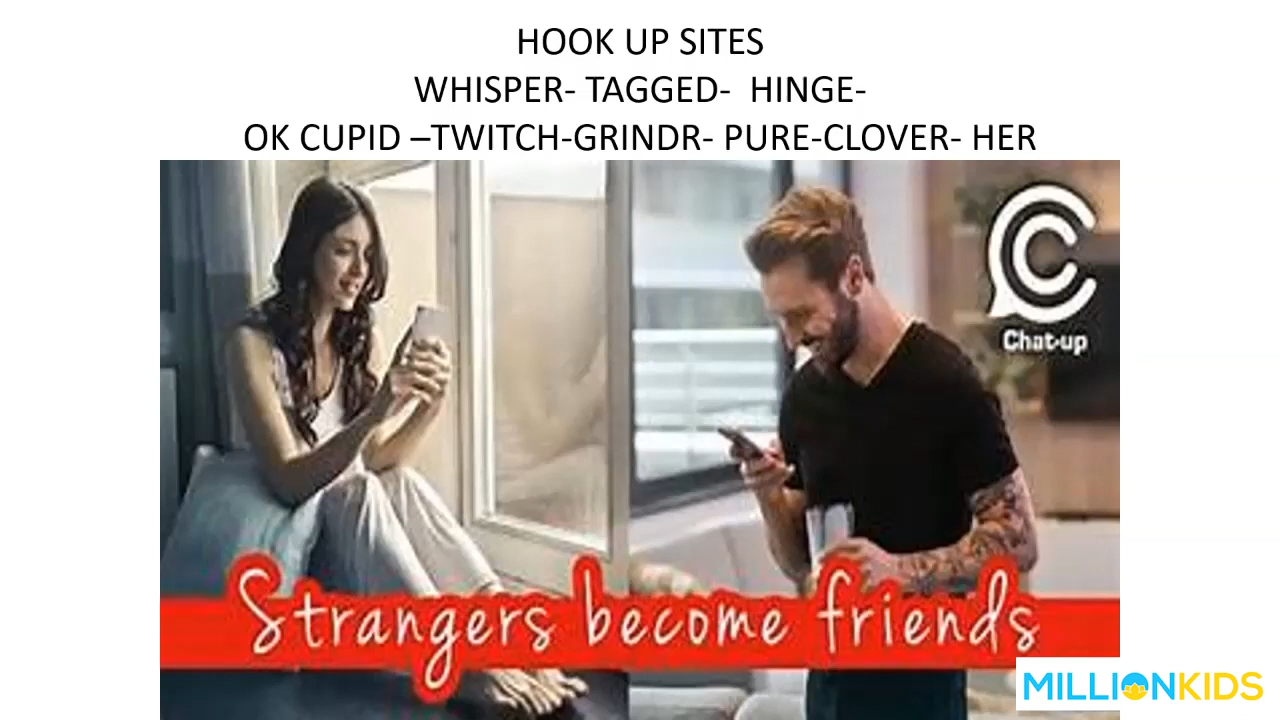 HOOK UP SITES
WHISPER- TAGGED-  HINGE-
OK CUPID –TWITCH-GRINDR- PURE-CLOVER- HER
Chat-up
Strangers become friends
MILLIONKIDS